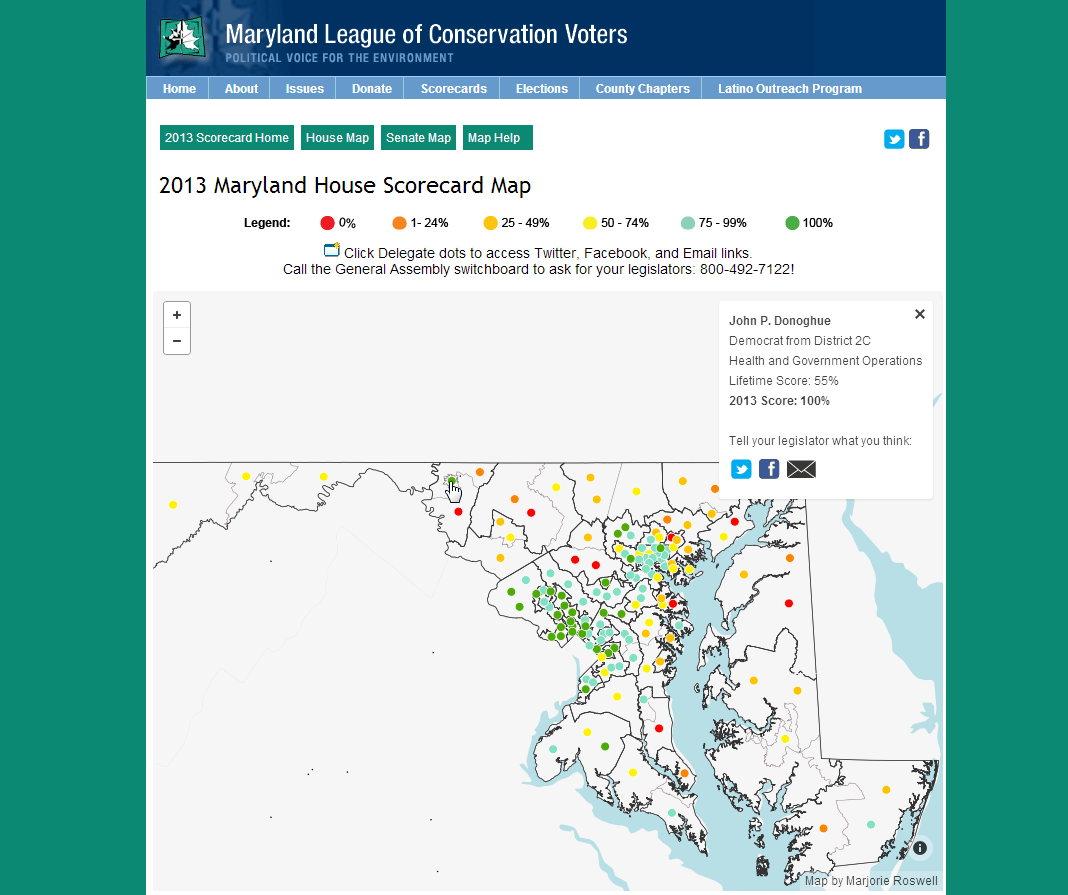 Maryland League of Conservation Voters
POLITICAL VOICE FOR THE ENVIRONMENT
Home About Issues Donate Scorecards Elections County Chapters Latino Outreach Program
2013 Scorecard Home House Map Senate Map Map Help
2013 Maryland House Scorecard Map
Legend: 0% 1- 24% 25 - 49% 50 - 74% 75 - 99% 100%
Click Delegate dots to access Twitter, Facebook, and Email links.
Call the General Assembly switchboard to ask for your legislators: 800-492-7122!
+
−
John P. Donoghue
Democrat from District 2C
Health and Government Operations
Lifetime Score: 55%
2013 Score: 100%
Tell your legislator what you think:
Map by Marjorie Roswell